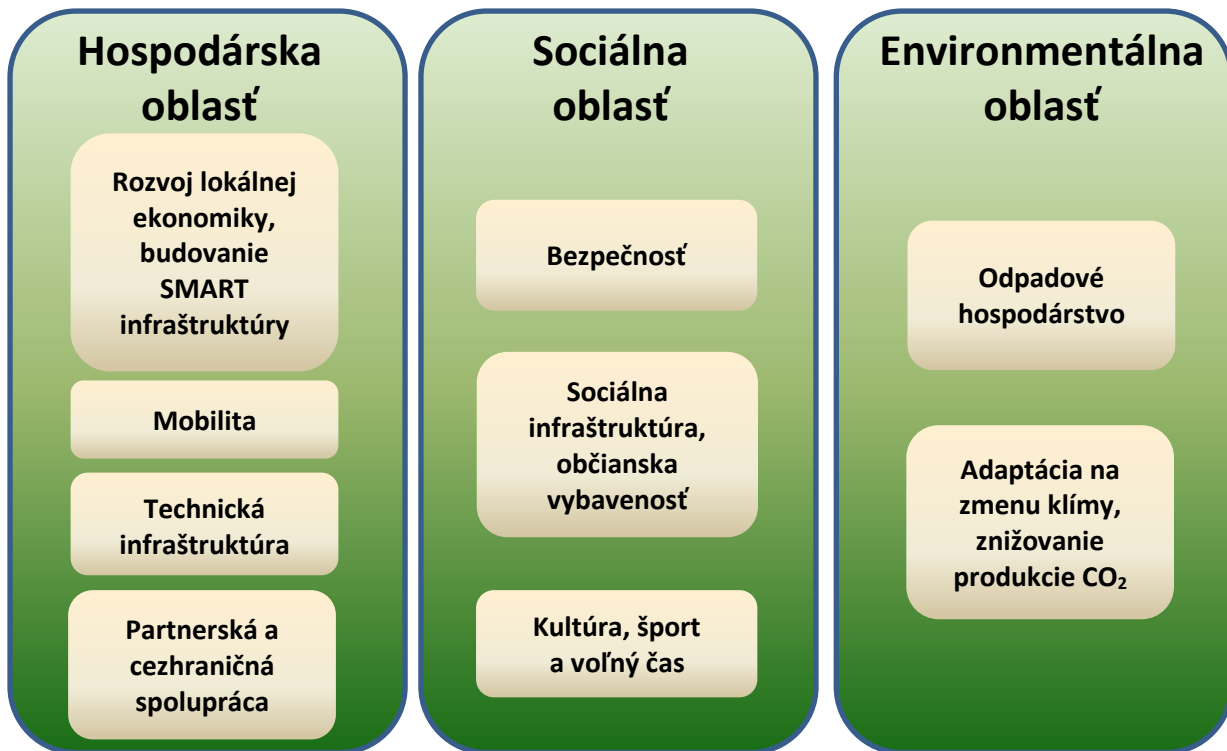 Hospodárska
oblasť
Rozvoj lokálnej
ekonomiky,
budovanie
SMART
infraštruktúry
Mobilita
Technická
infraštruktúra
Partnerská a
cezhraničná
spolupráca
Sociálna
oblasť
Bezpečnosť
Sociálna
infraštruktúra,
občianska
vybavenosť
Kultúra, šport
a voľný čas
Environmentálna
oblasť
Odpadové
hospodárstvo
Adaptácia na
zmenu klímy,
znižovanie
produkcie CO₂